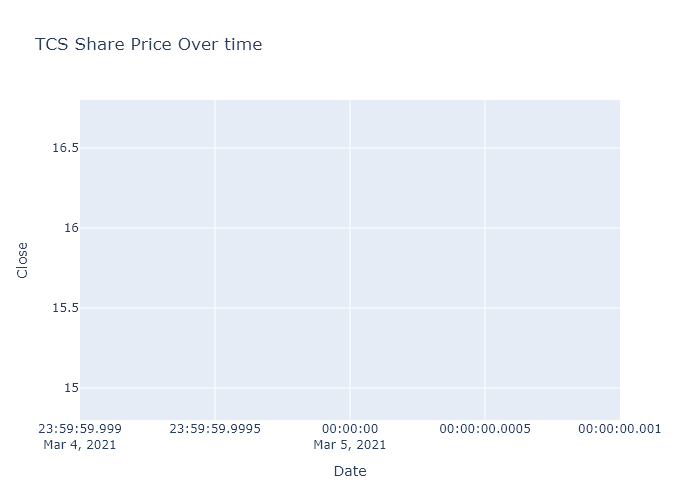 TCS Share Price Over time
16.5
16
15.5
15
Close
23:59:59.999 23:59:59.9995 00:00:00 00:00:00.0005 00:00:00.001
Mar 4, 2021 Mar 5, 2021
Date